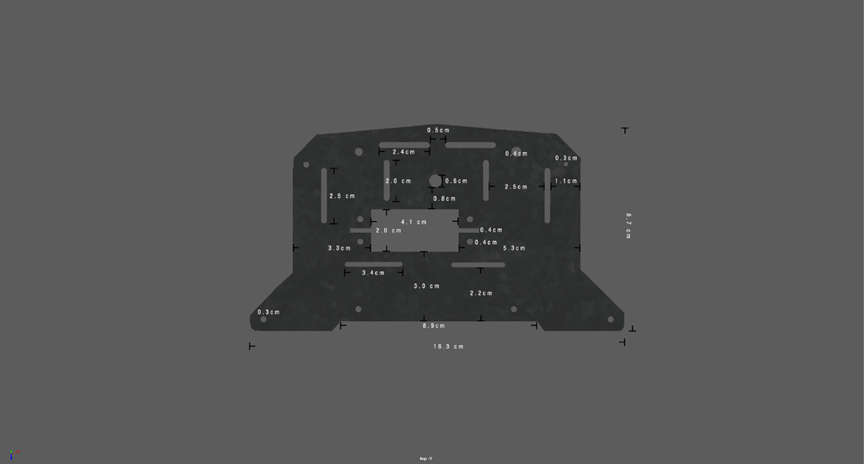 0.5cm
2.4cm
0.4cm
0.3cm
2.0 cm
0.6cm
2.5cm
1.1cm
2.5 cm
0.8cm
4.1 cm
2.0 cm
0.4cm
0.4cm
3.3cm
5.3cm
8.7 cm
3.4cm
3.0 cm
2.2cm
0.3cm
8.9cm
16.3 cm